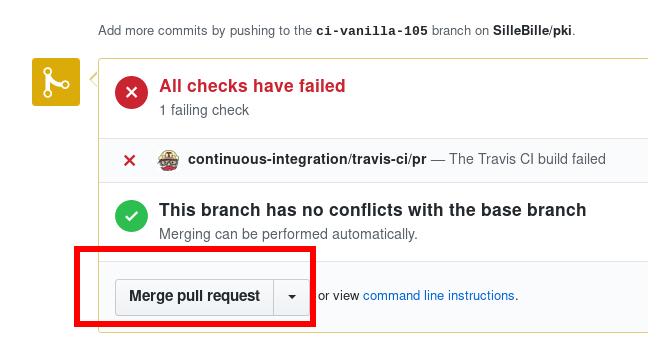 Add more commits by pushing to the ci-vanilla-105 branch on SilleBille/pki.
All checks have failed
1 failing check
continuous-integration/travis-ci/pr — The Travis CI build failed
This branch has no conflicts with the base branch
Merging can be performed automatically.
Merge pull request or view command line instructions.